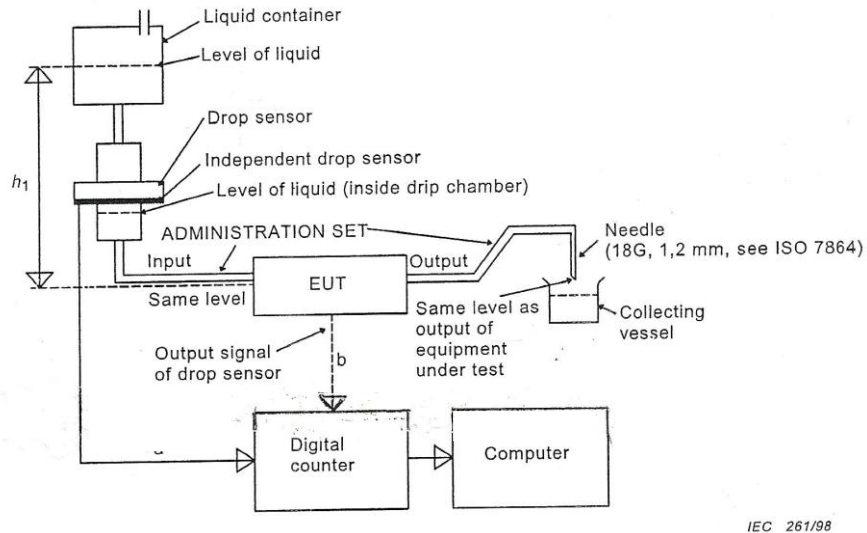 Liquid container
Level of liquid
Drop sensor
Independent drop sensor
Level of liquid (inside drip chamber)
h1
ADMINISTRATION SET
Needle
(18G, 1,2 mm, see ISO 7864)
Input
Output
EUT
Same level
Same level as
output of
equipment
under test
Collecting
vessel
Output signal
of drop sensor
b
Digital
counter
Computer
IEC 261/98